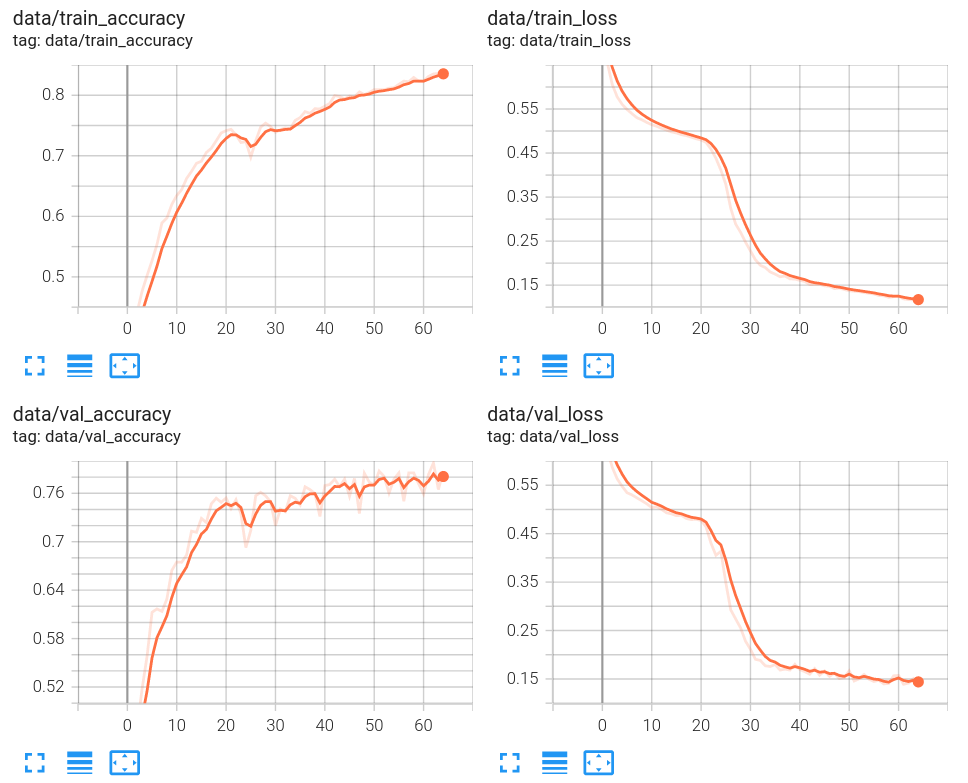 data/train_accuracy
tag: data/train_accuracy
0.8
0.7
0.6
0.5
0 10 20 30 40 50 60
data/train_loss
tag: data/train_loss
0.55
0.45
0.35
0.25
0.15
0 10 20 30 40 50 60
data/val_accuracy
tag: data/val_accuracy
0.76
0.7
0.64
0.58
0.52
0 10 20 30 40 50 60
data/val_loss
tag: data/val_loss
0.55
0.45
0.35
0.25
0.15
0 10 20 30 40 50 60